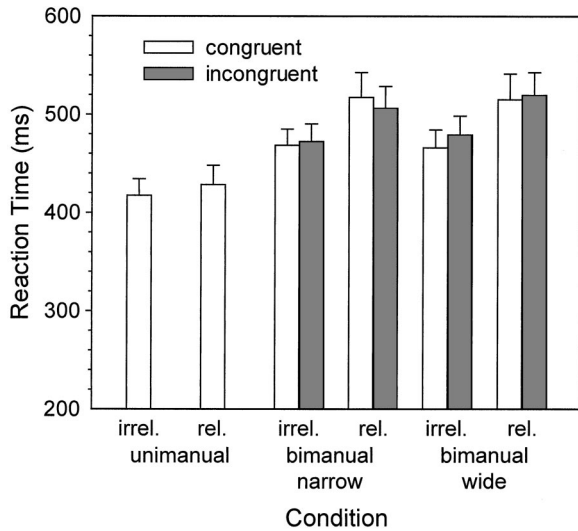 600
500
400
300
200
Reaction Time (ms)
congruent
incongruent
irrel. rel. irrel. rel. irrel. rel.
unimanual bimanual bimanual
narrow wide
Condition